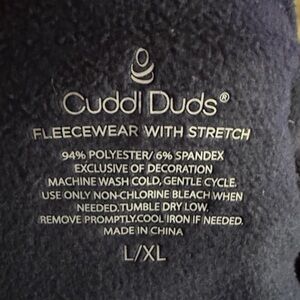 Cuddl Duds®
FLEECEWEAR WITH STRETCH
94% POLYESTER/ 6% SPANDEX
EXCLUSIVE OF DECORATION
MACHINE WASH COLD, GENTLE CYCLE.
USE ONLY NON-CHLORINE BLEACH WHEN
NEEDED. TUMBLE DRY LOW.
REMOVE PROMPTLY. COOL IRON IF NEEDED.
MADE IN CHINA
L/XL